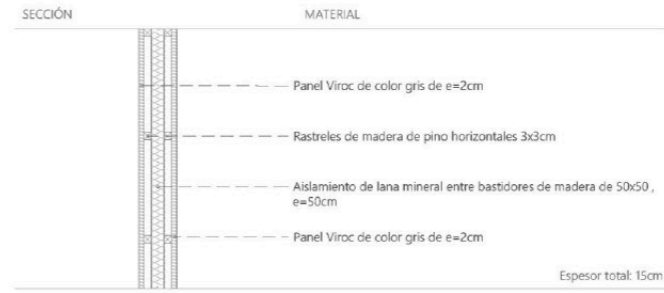 SECCIÓN
MATERIAL
Panel Viroc de color gris de e=2cm
Rastreles de madera de pino horizontales 3x3cm
Aislamiento de lana mineral entre bastidores de madera de 50x50 ,
e=50cm
Panel Viroc de color gris de e=2cm
Espesor total: 15cm